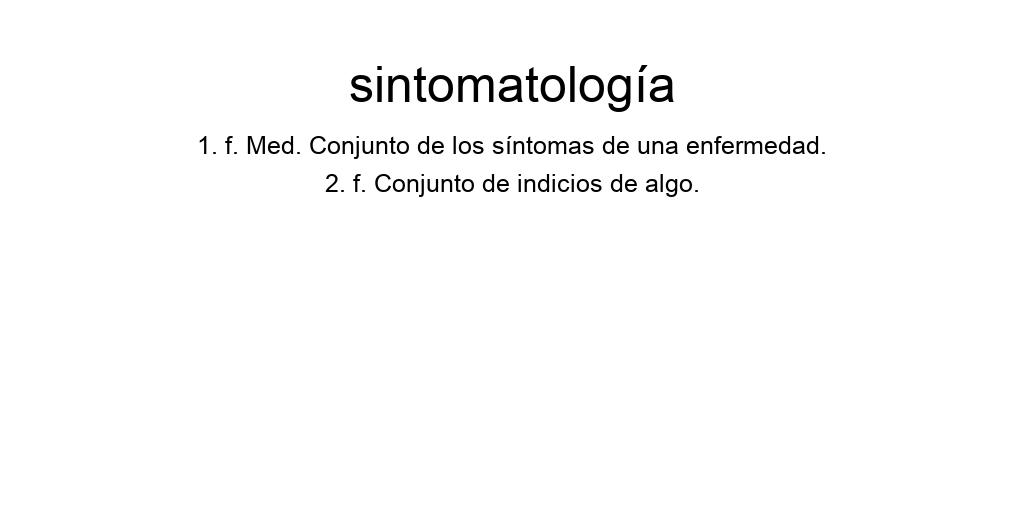 sintomatología
1. f. Med. Conjunto de los síntomas de una enfermedad.
2. f. Conjunto de indicios de algo.